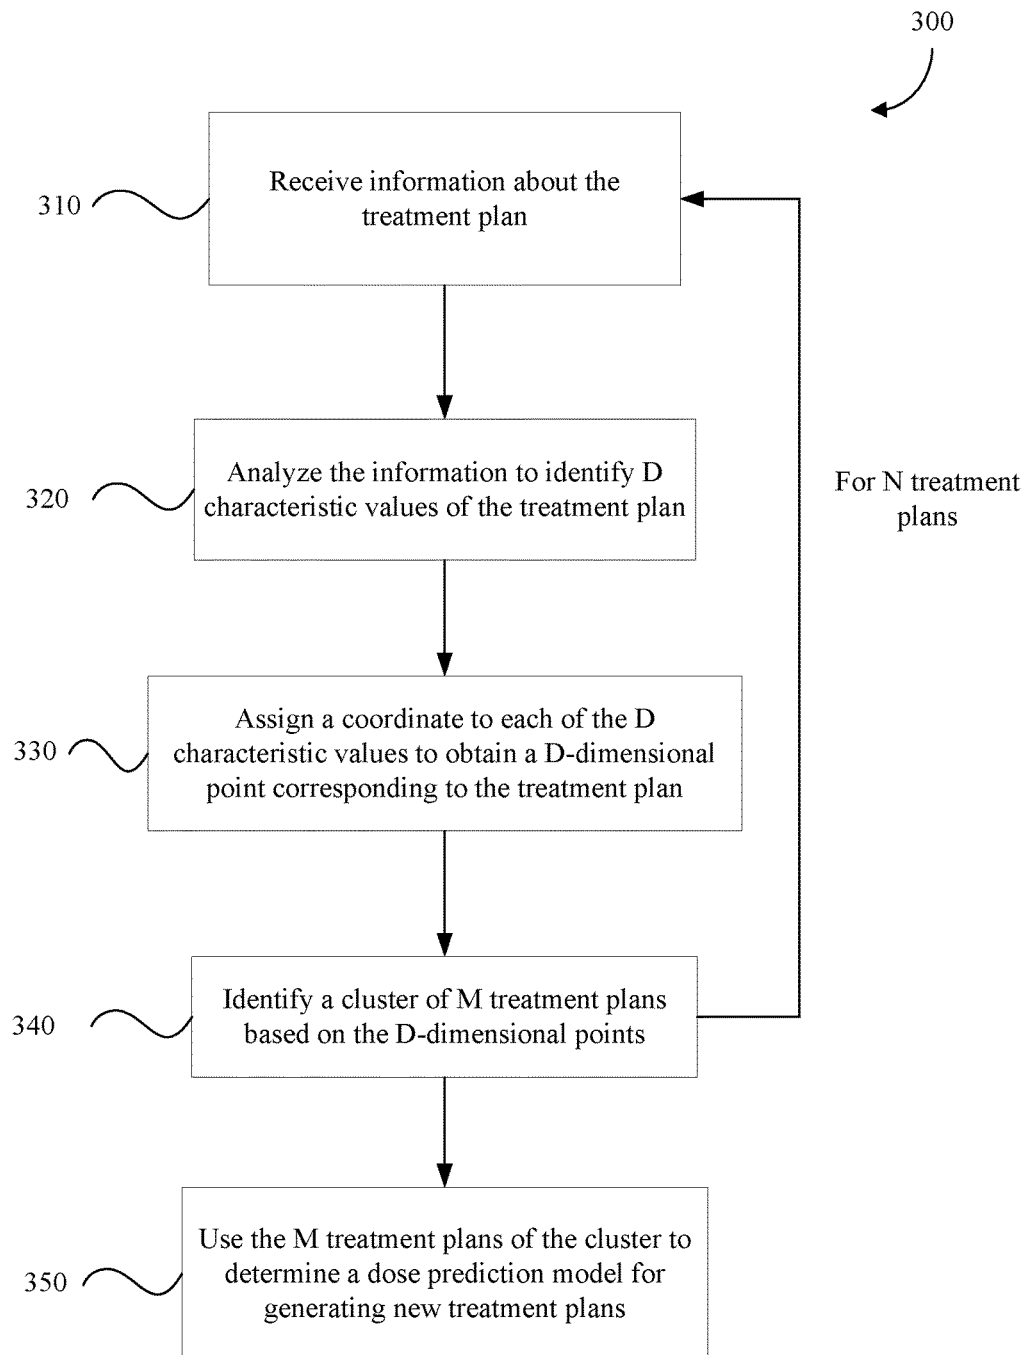 300
310
Receive information about the
treatment plan
320
Analyze the information to identify D
characteristic values of the treatment plan
For N treatment
plans
330
Assign a coordinate to each of the D
characteristic values to obtain a D-dimensional
point corresponding to the treatment plan
340
Identify a cluster of M treatment plans
based on the D-dimensional points
350
Use the M treatment plans of the cluster to
determine a dose prediction model for
generating new treatment plans